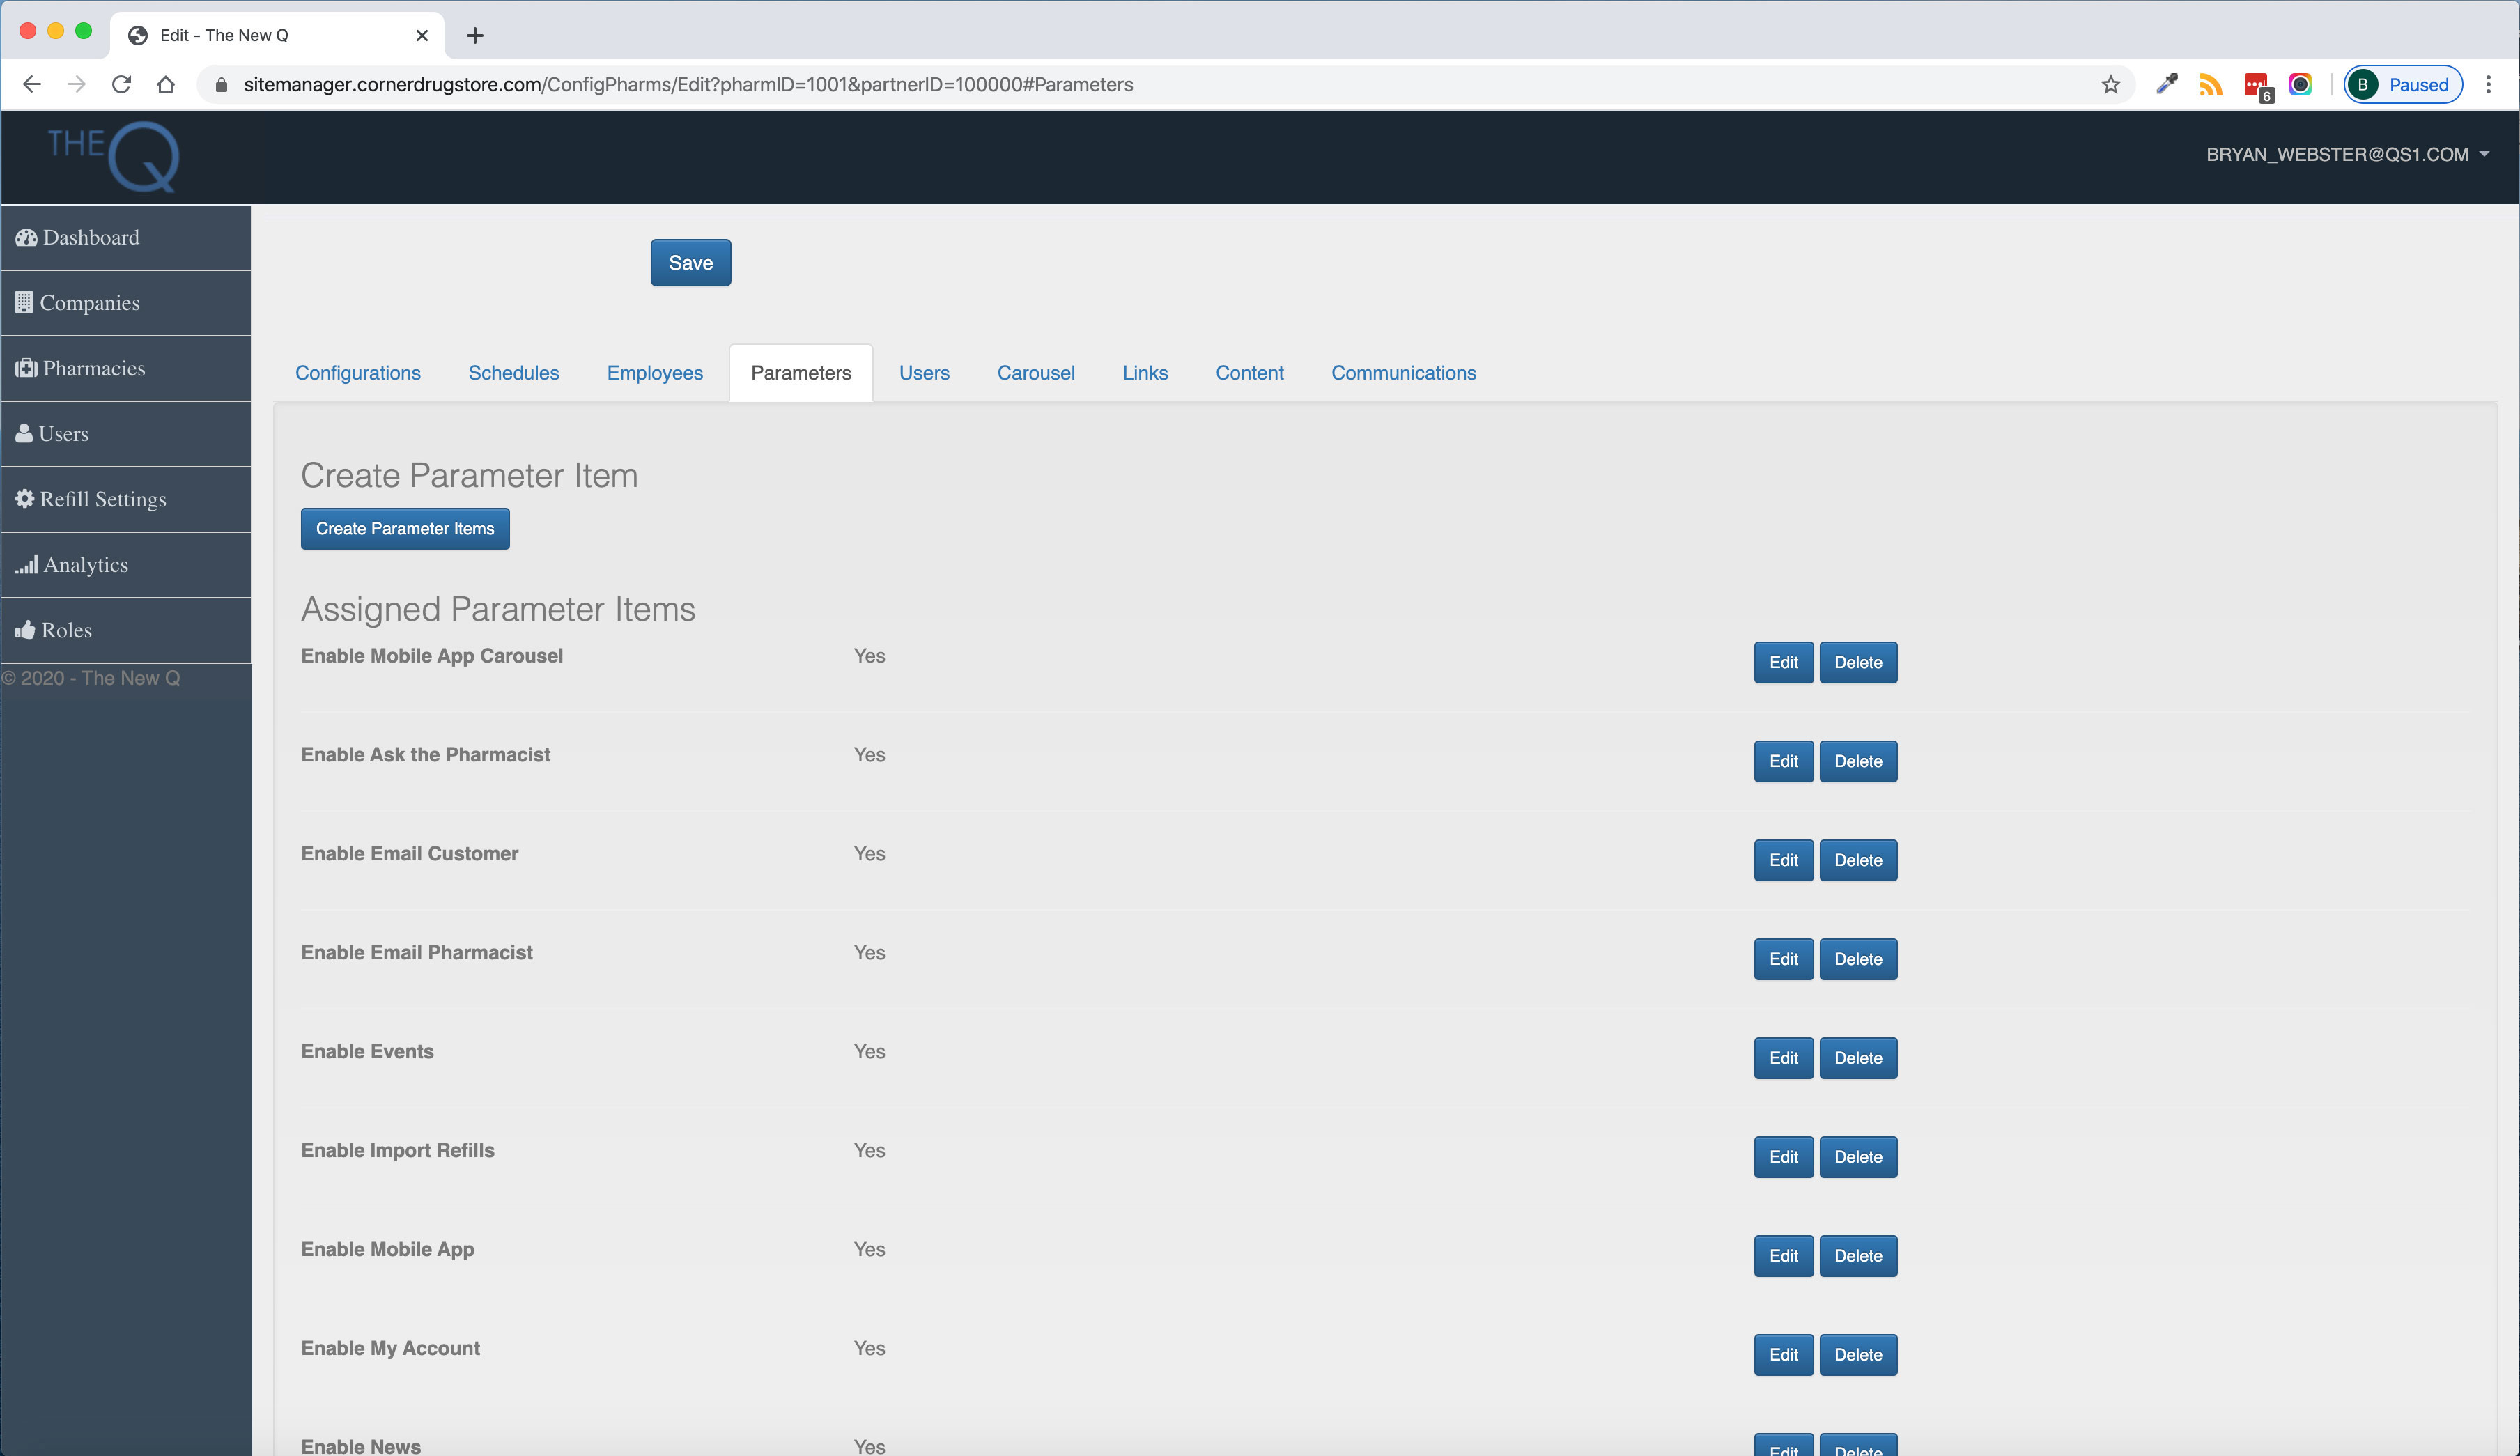 Edit - The New Q
sitemanager.cornerdrugstore.com/ConfigPharms/Edit?pharmID=1001&partnerID=100000#Parameters
6
B Paused
THE Q
BRYAN_WEBSTER@QS1.COM
Dashboard
Companies
Pharmacies
Users
Refill Settings
Analytics
Roles
© 2020 - The New Q
Save
Configurations Schedules Employees Parameters Users Carousel Links Content Communications
Create Parameter Item
Create Parameter Items
Assigned Parameter Items
Enable Mobile App Carousel Yes Edit Delete
Enable Ask the Pharmacist Yes Edit Delete
Enable Email Customer Yes Edit Delete
Enable Email Pharmacist Yes Edit Delete
Enable Events Yes Edit Delete
Enable Import Refills Yes Edit Delete
Enable Mobile App Yes Edit Delete
Enable My Account Yes Edit Delete
Enable News Yes Edit Delete